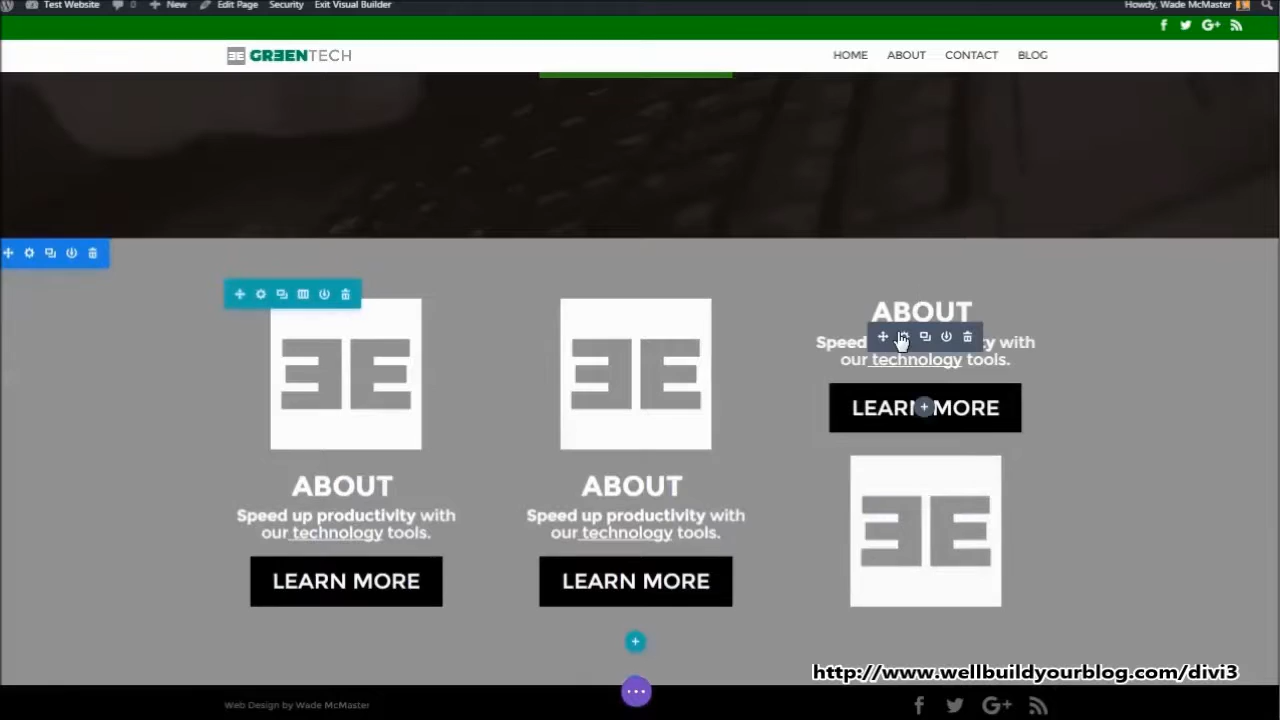 Test Website 0 New Edit Page Security Exit Visual Builder Howdy, Wade McMaster
GREENTECH HOME ABOUT CONTACT BLOG
ABOUT
Speed up productivity with
our technology tools.
LEARN MORE
ABOUT
Speed up productivity with
our technology tools.
LEARN MORE
ABOUT
Speed with
our technology tools.
LEARN MORE
http://www.wellbuildyourblog.com/divi3
Web Design by Wade McMaster